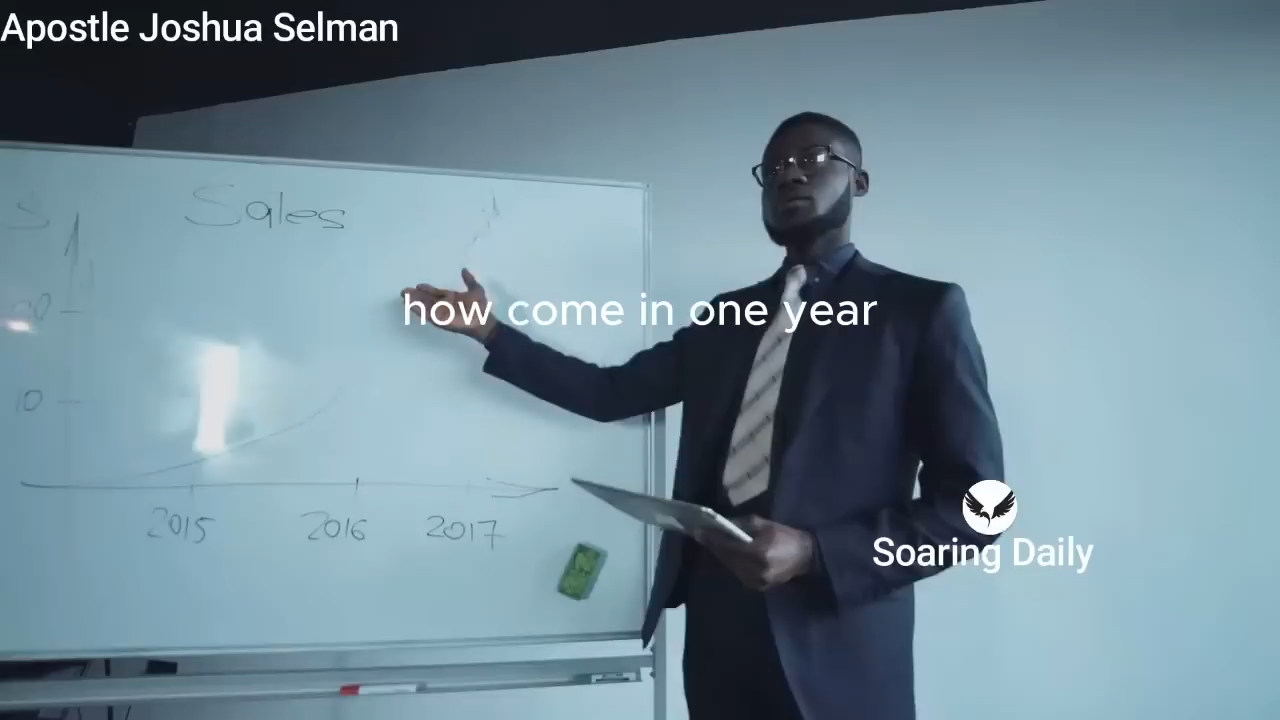 Apostle Joshua Selman
Sales
how come in one year
10
2015 2016 2017
Soaring Daily